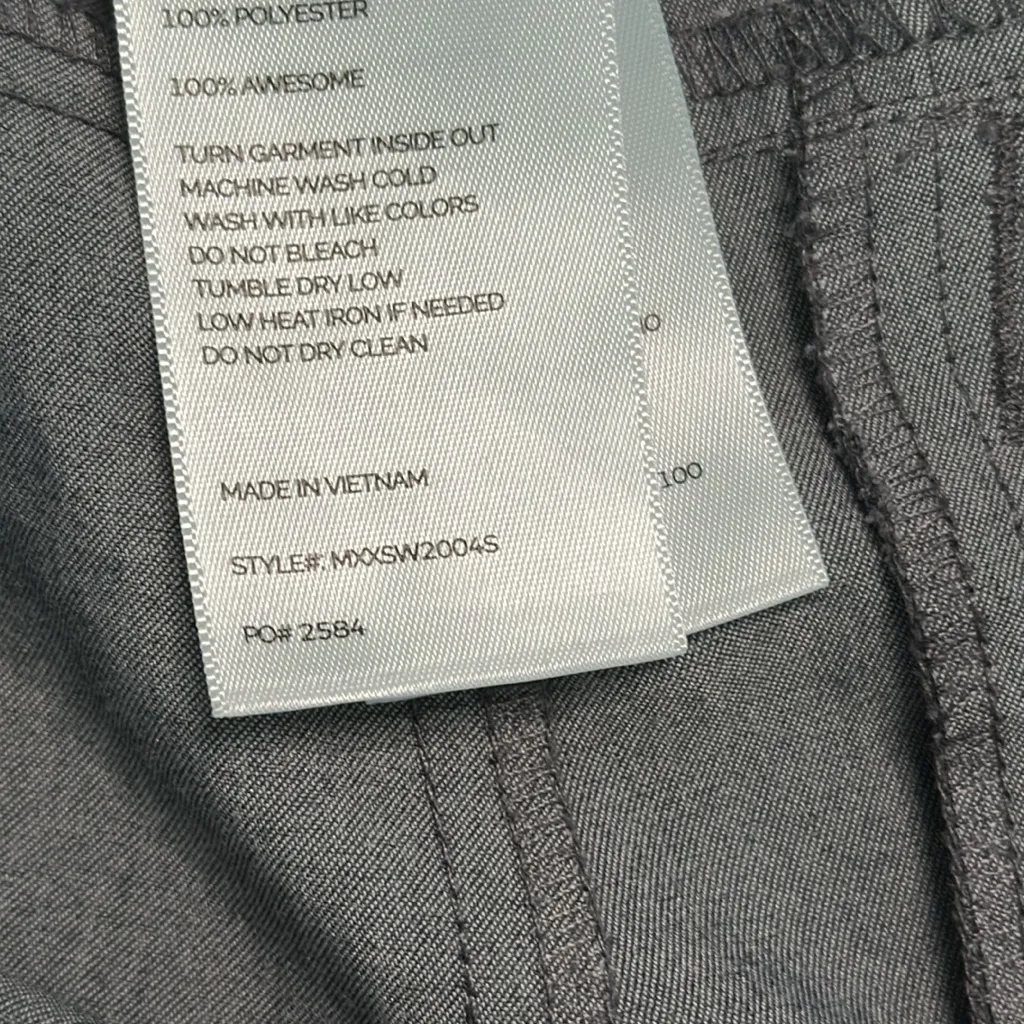 100% POLYESTER
100% AWESOME
TURN GARMENT INSIDE OUT
MACHINE WASH COLD
WASH WITH LIKE COLORS
DO NOT BLEACH
TUMBLE DRY LOW
LOW HEAT IRON IF NEEDED
DO NOT DRY CLEAN
MADE IN VIETNAM
STYLE#: MXXSW2004S
PO# 2584
100